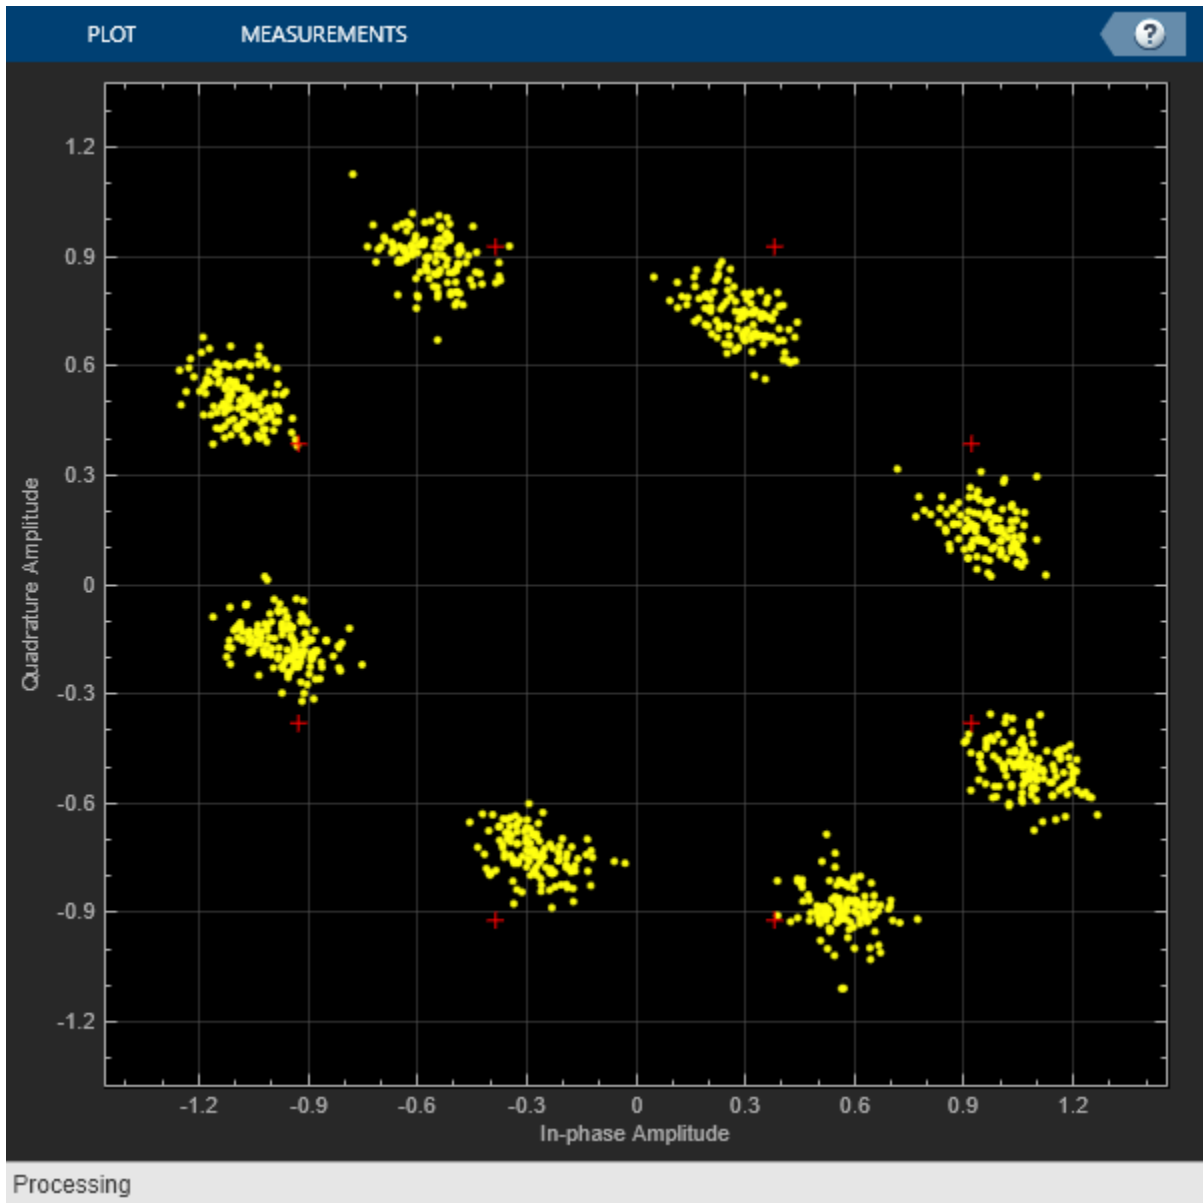 PLOT MEASUREMENTS ?
1.2
0.9
0.6
0.3
0
-0.3
-0.6
-0.9
-1.2
Quadrature Amplitude
-1.2 -0.9 -0.6 -0.3 0 0.3 0.6 0.9 1.2
In-phase Amplitude
Processing